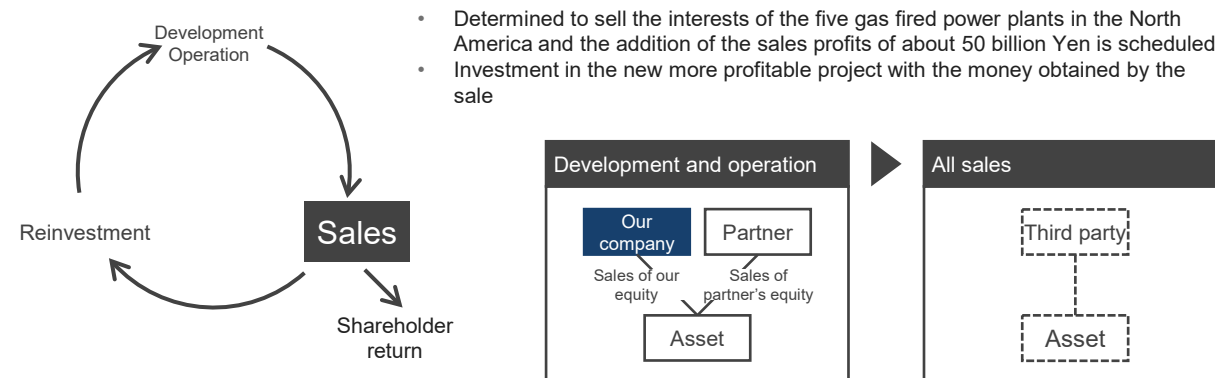 Development
Operation
Reinvestment
Sales
Shareholder
return
• Determined to sell the interests of the five gas fired power plants in the North
America and the addition of the sales profits of about 50 billion Yen is scheduled
• Investment in the new more profitable project with the money obtained by the
sale
Development and operation
Our
company
Partner
Sales of our
equity
Sales of
partner’s equity
Asset
All sales
Third party
Asset